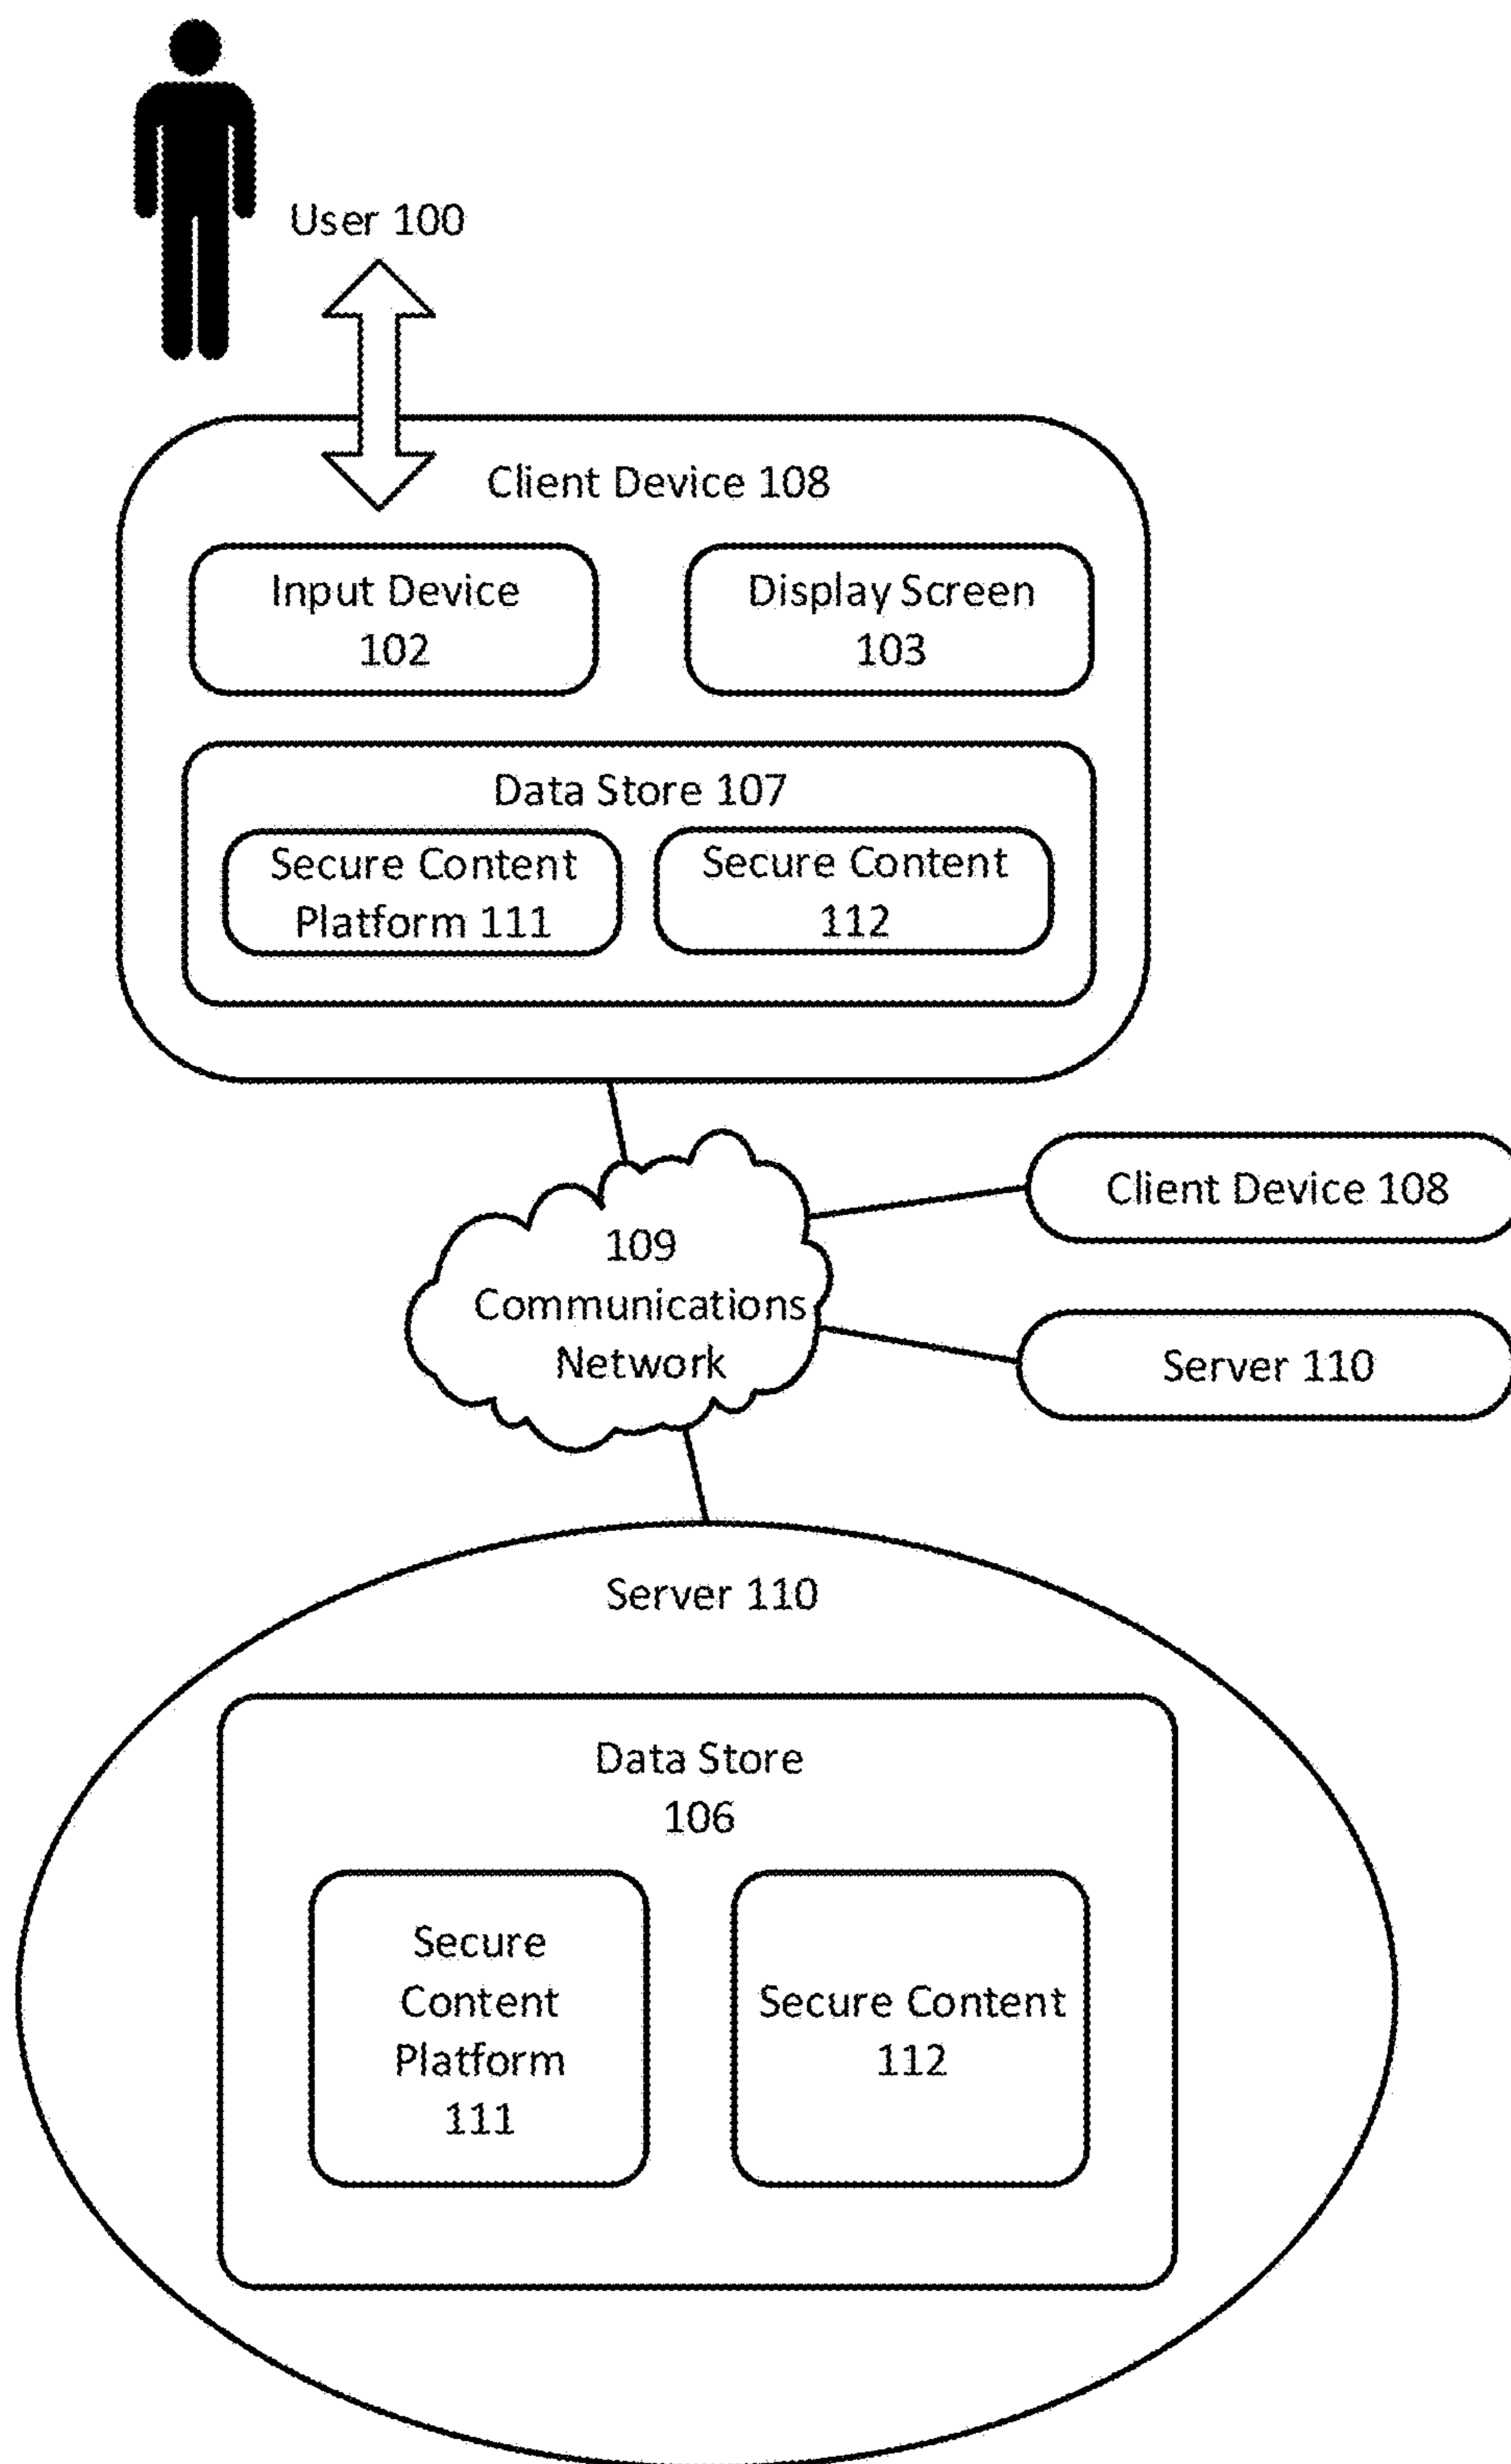 User 100
Client Device 108
Input Device
102
Display Screen
103
Data Store 107
Secure Content
Platform 111
Secure Content
112
109
Communications
Network
Client Device 108
Server 110
Server 110
Data Store
106
Secure
Content
Platform
111
Secure Content
112